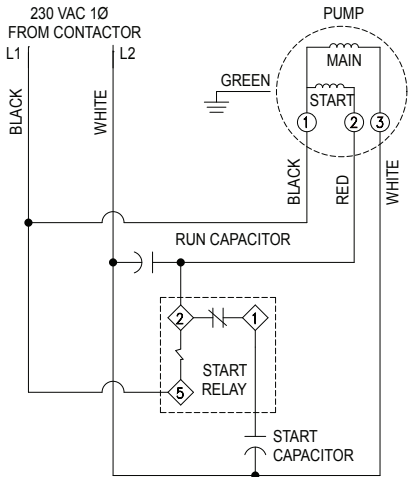 230 VAC 1Ø
FROM CONTACTOR
L1
L2
PUMP
MAIN
START
GREEN
1
2
3
BLACK
WHITE
BLACK
RED
WHITE
RUN CAPACITOR
2
1
START
RELAY
5
START
CAPACITOR